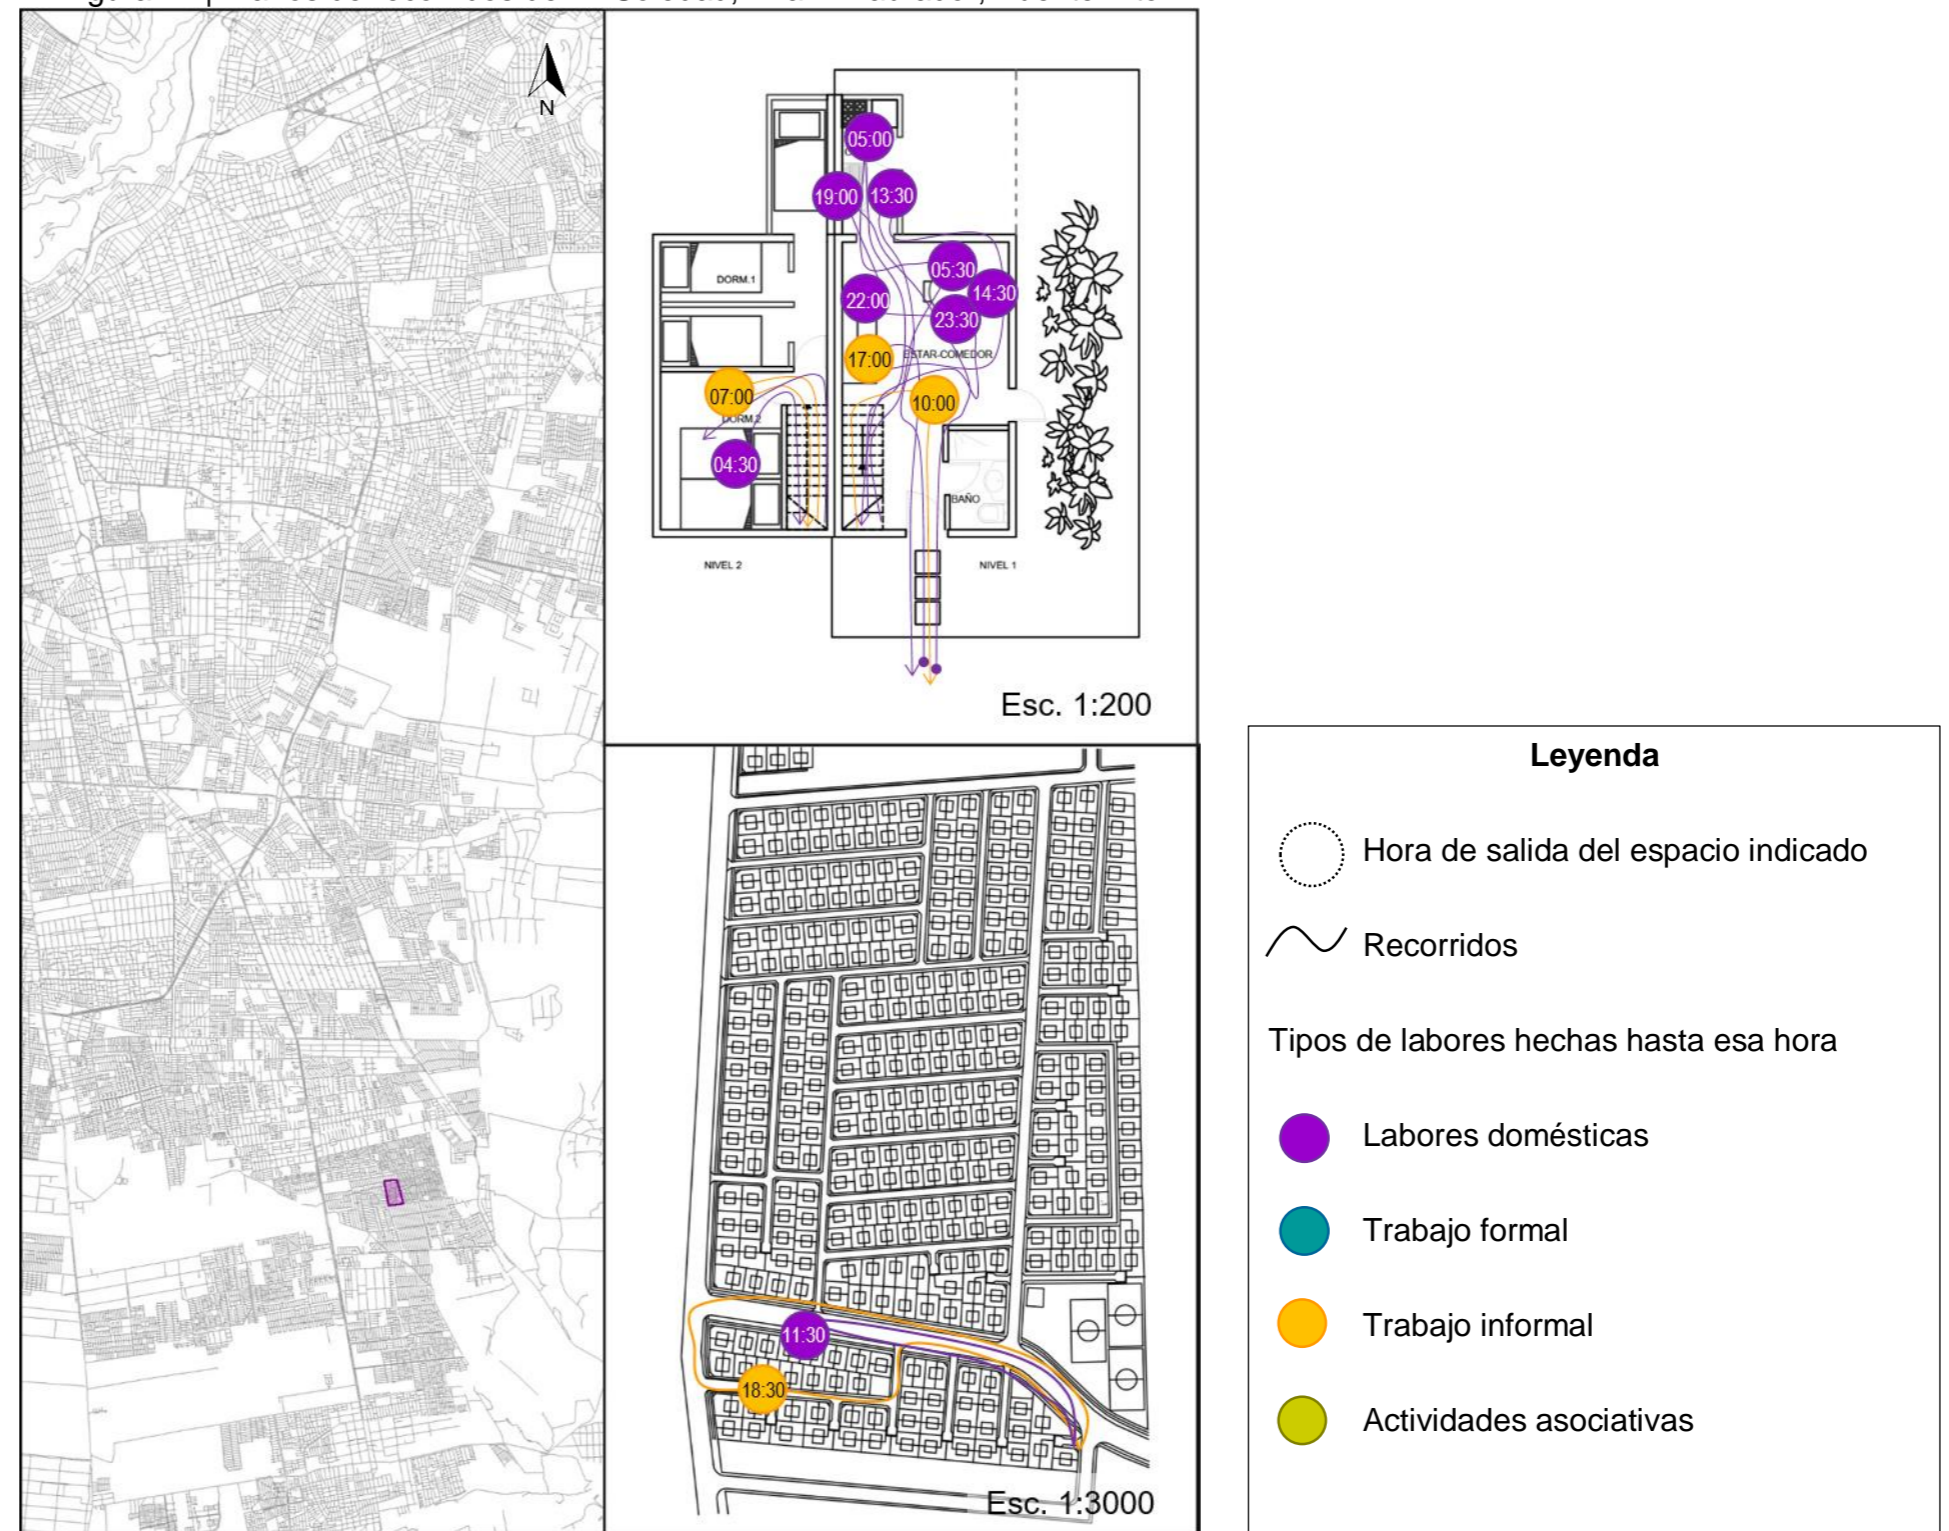 N
05:00
19:00
13:30
05:30
DORM.1
14:30
22:00
23:30
ESTAR-COMEDOR
17:00
07:00
10:00
DORM.2
04:30
BAÑO
NIVEL 2
NIVEL 1
Esc. 1:200
11:30
18:30
Esc. 1:3000
Leyenda
Hora de salida del espacio indicado
Recorridos
Tipos de labores hechas hasta esa hora
Labores domésticas
Trabajo formal
Trabajo informal
Actividades asociativas